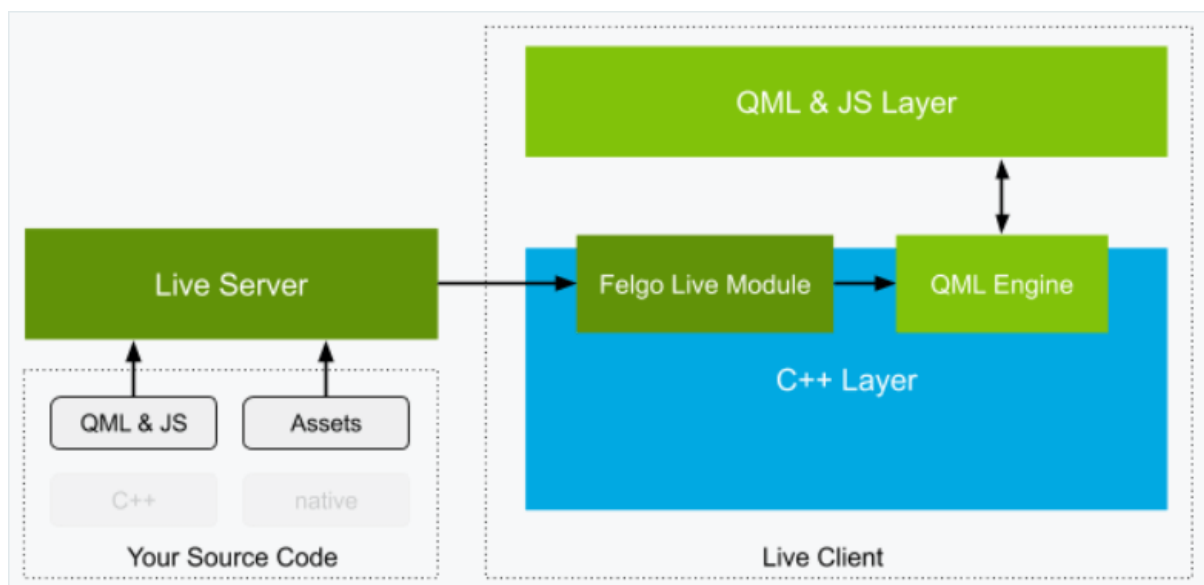 QML & JS Layer
Live Server
Felgo Live Module
QML Engine
C++ Layer
QML & JS
Assets
C++
native
Your Source Code
Live Client